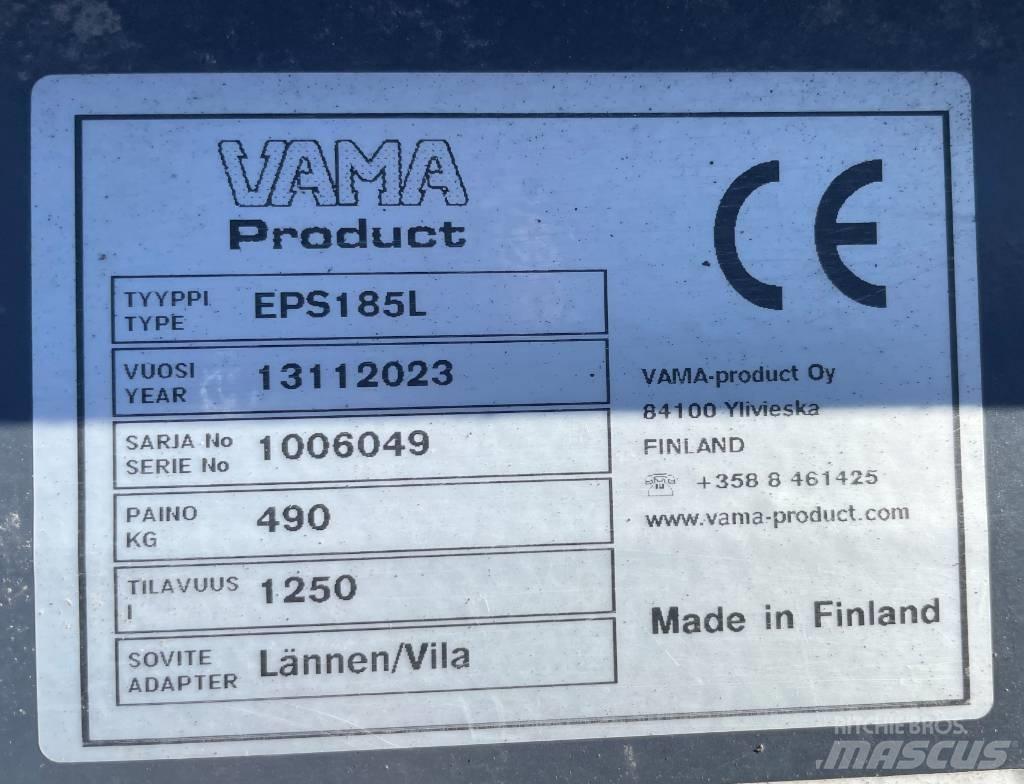 VAMA
Product
TYYPPI
TYPE
EPS185L
VUOSI
YEAR
13112023
SARJA No
SERIE No
1006049
PAINO
KG
490
TILAVUUS
l
1250
SOVITE
ADAPTER
Lännen/Vila
CE
VAMA-product Oy
84100 Ylivieska
FINLAND
+358 8 461425
www.vama-product.com
Made in Finland
RITCHIE BROS.
MASCUS